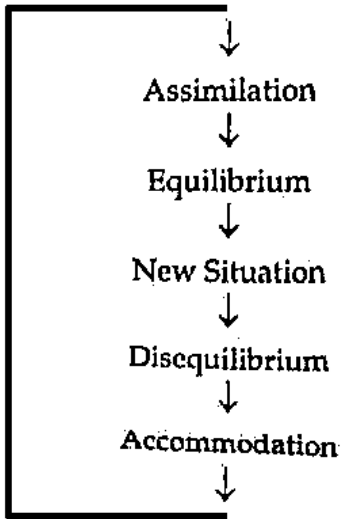 Assimilation
Equilibrium
New Situation
Disequilibrium
Accommodation